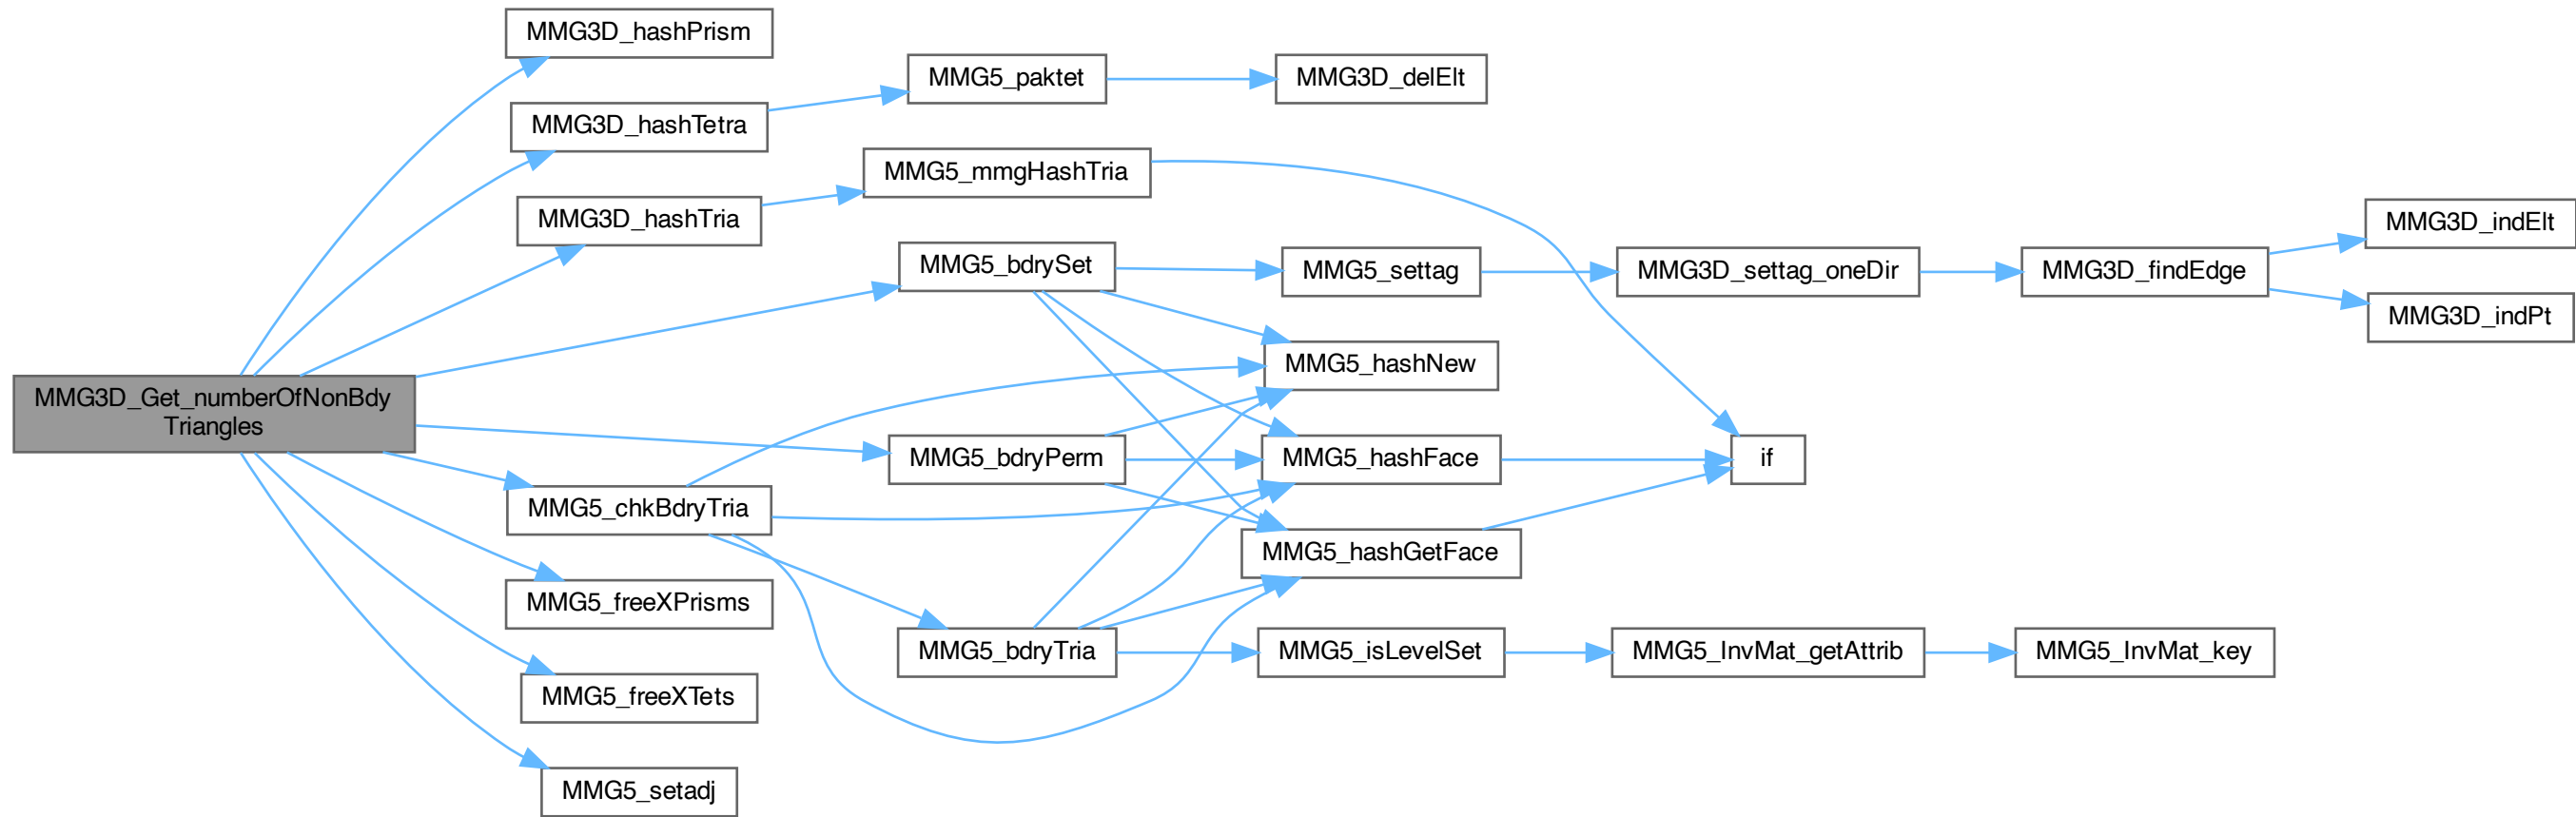 MMG3D_hashPrism
MMG5_paktet
MMG3D_delElt
MMG3D_hashTetra
MMG5_mmgHashTria
MMG3D_hashTria
MMG3D_indElt
MMG5_bdrySet
MMG5_settag
MMG3D_settag_oneDir
MMG3D_findEdge
MMG3D_indPt
MMG5_hashNew
MMG3D_Get_numberOfNonBdy
Triangles
MMG5_bdryPerm
MMG5_hashFace
if
MMG5_chkBdryTria
MMG5_hashGetFace
MMG5_freeXPrisms
MMG5_bdryTria
MMG5_isLevelSet
MMG5_InvMat_getAttrib
MMG5_InvMat_key
MMG5_freeXTets
MMG5_setadj